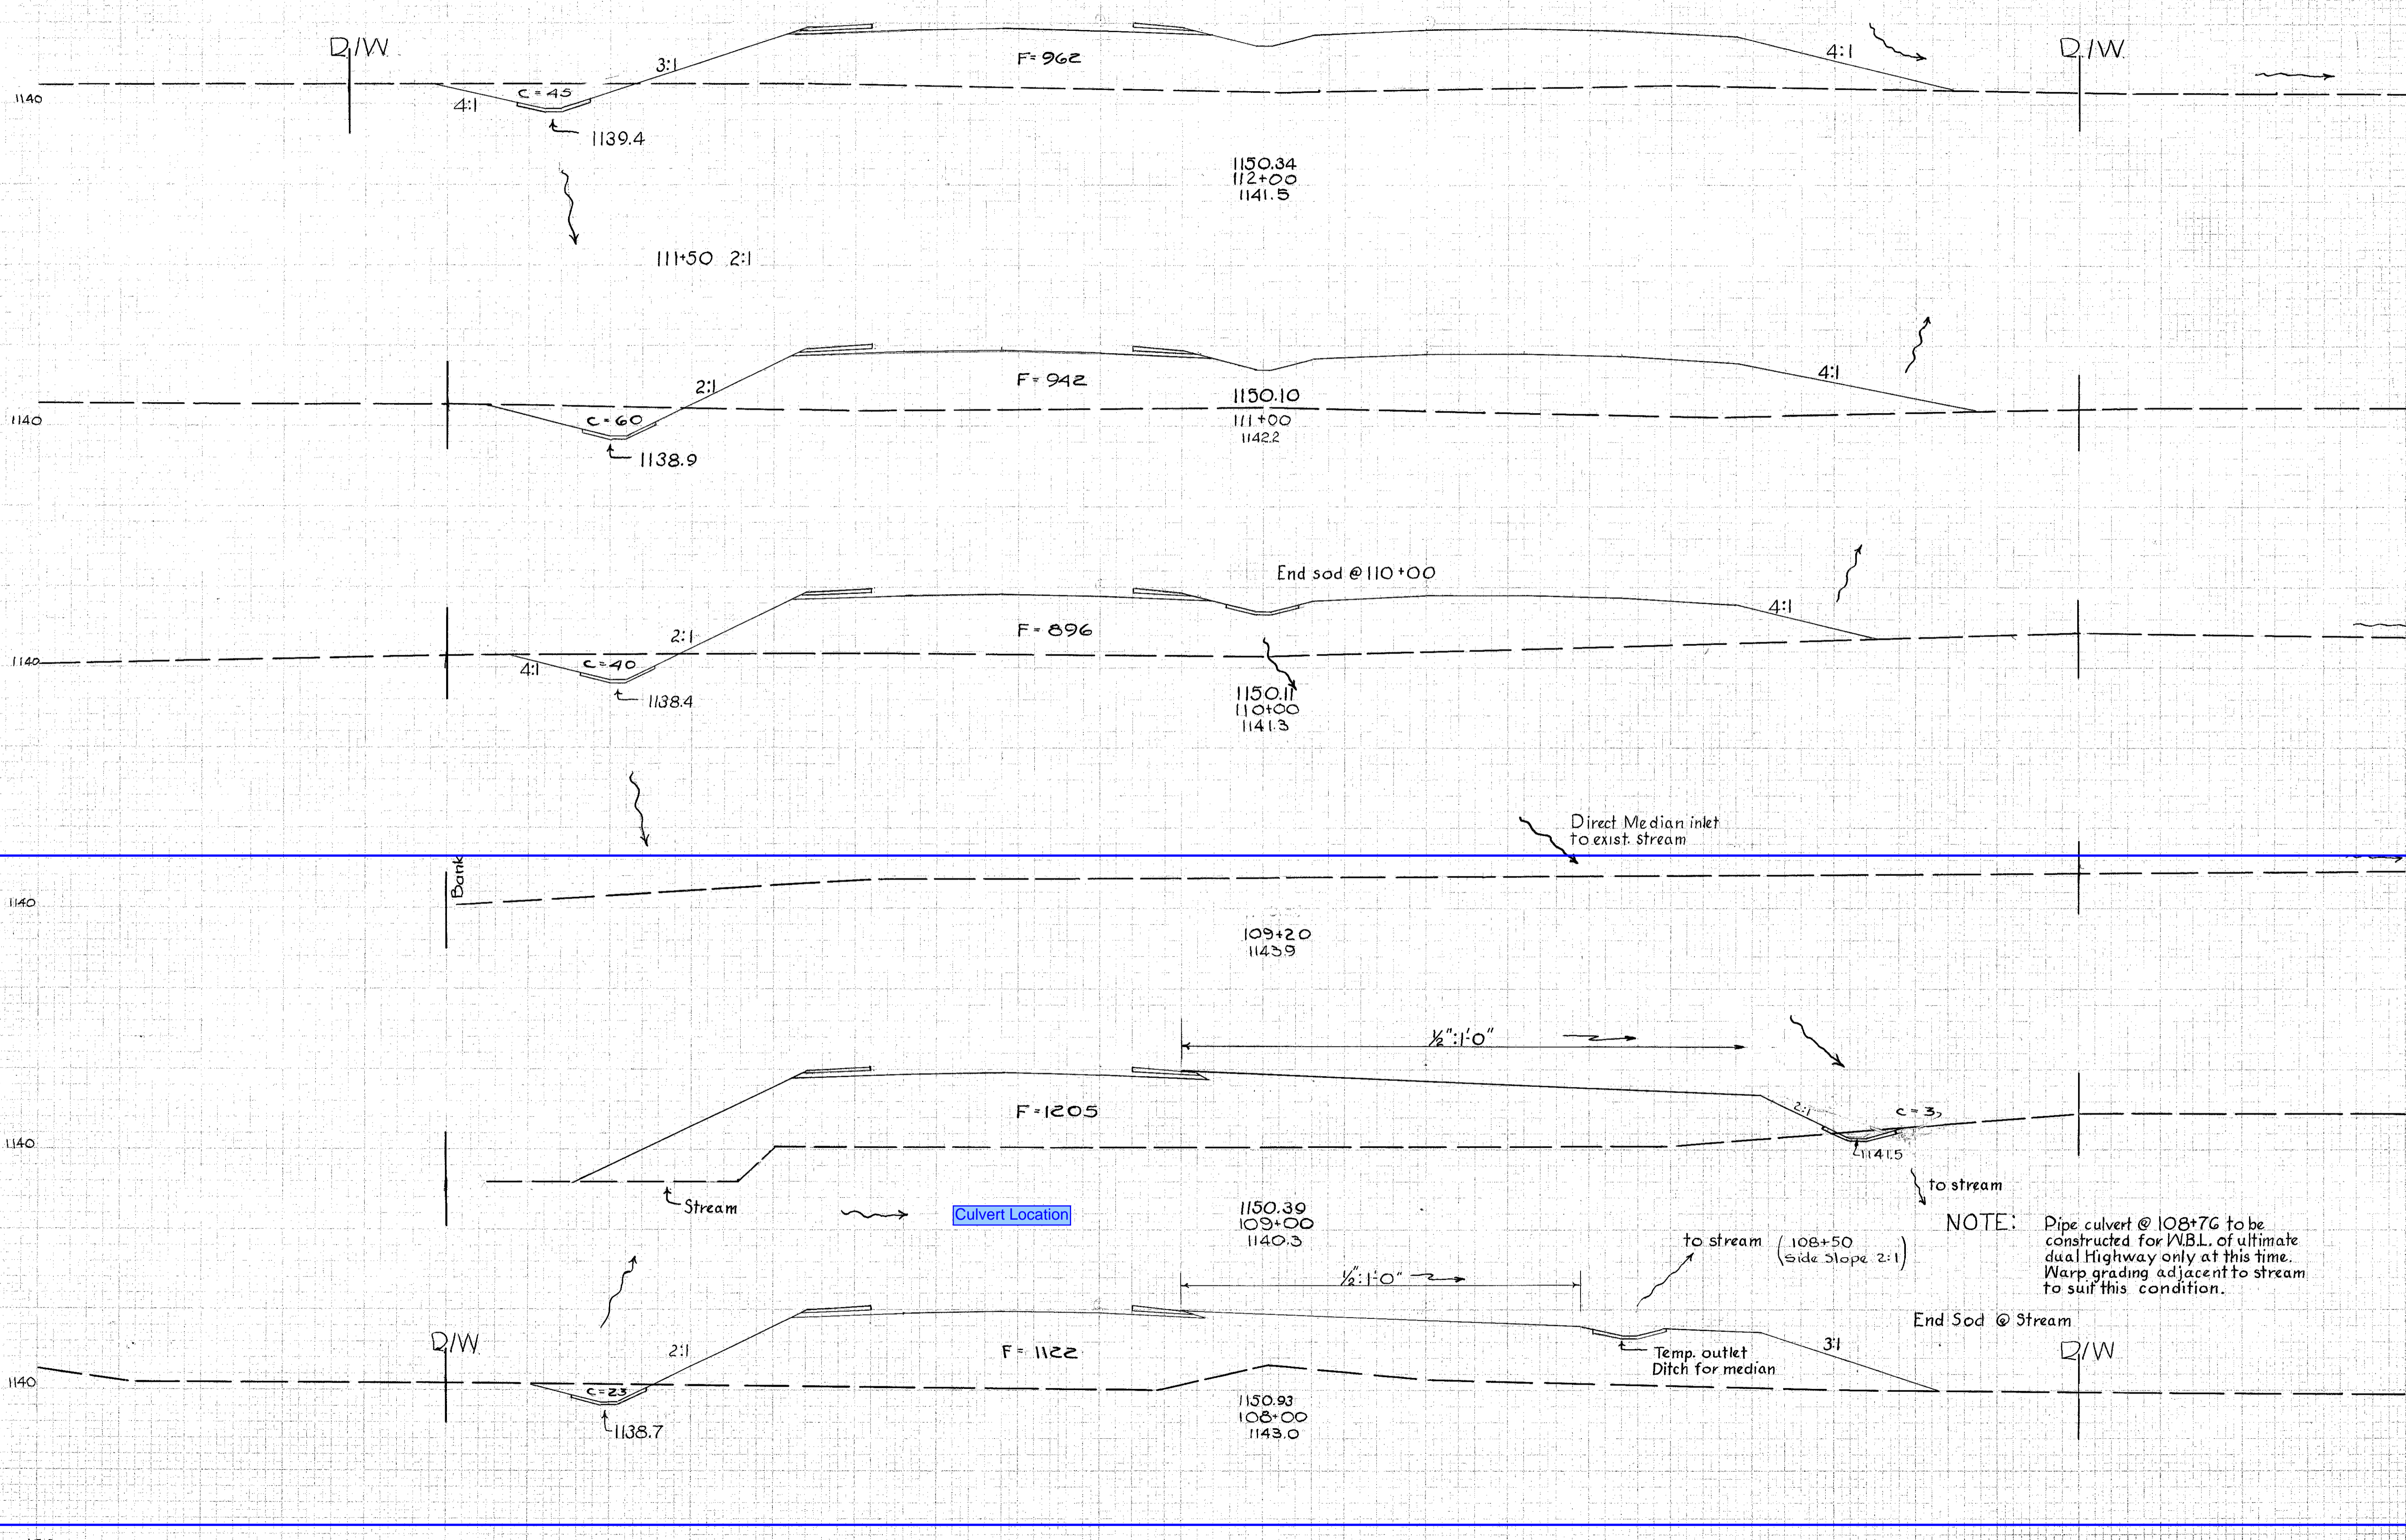 R/W
R/W
F=962
3:1
4:1
C=45
4:1
1140
1139.4
1150.34
112+00
1141.5
111+50 2:1
F=942
2:1
4:1
1150.10
111+00
1142.2
1140
C=60
1138.9
End sod @ 110+00
F=896
2:1
4:1
1140
4:1
C=40
1138.4
1150.11
110+00
1141.3
Direct Median inlet
to exist. stream
Bank
1140
109+20
1143.9
½":1'-0"
F=1205
2:1
C=3
1140
1141.5
Stream
to stream
Culvert Location
1150.39
109+00
1140.3
NOTE: Pipe culvert @ 108+76 to be
constructed for W.B.L. of ultimate
dual Highway only at this time.
Warp grading adjacent to stream
to suit this condition.
to stream (108+50
Side Slope 2:1)
½":1'-0"
End Sod @ Stream
R/W
R/W
2:1
F=1122
3:1
Temp. outlet
Ditch for median
1140
C=23
1138.7
1150.93
108+00
1143.0